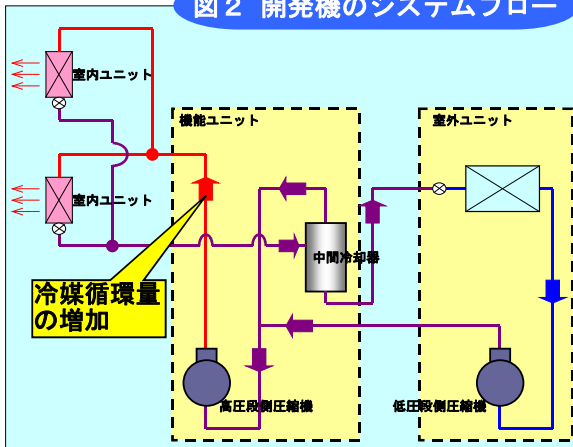 図2 開発機のシステムフロー
室内ユニット
機能ユニット
室外ユニット
室内ユニット
中間冷却器
冷媒循環量
の増加
高圧段側圧縮機
低圧段側圧縮機